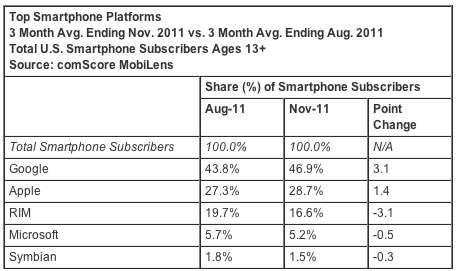 Top Smartphone Platforms
3 Month Avg. Ending Nov. 2011 vs. 3 Month Avg. Ending Aug. 2011
Total U.S. Smartphone Subscribers Ages 13+
Source: comScore MobiLens
Share (%) of Smartphone Subscribers
Aug-11 Nov-11 Point
Change
Total Smartphone Subscribers 100.0% 100.0% N/A
Google 43.8% 46.9% 3.1
Apple 27.3% 28.7% 1.4
RIM 19.7% 16.6% -3.1
Microsoft 5.7% 5.2% -0.5
Symbian 1.8% 1.5% -0.3